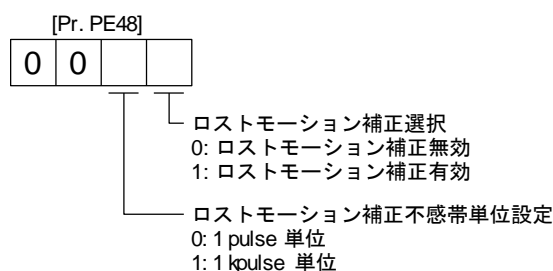 [Pr. PE48]
0 0
ロストモーション補正選択
0: ロストモーション補正無効
1: ロストモーション補正有効
ロストモーション補正不感帯単位設定
0: 1 pulse 単位
1: 1 kpulse 単位